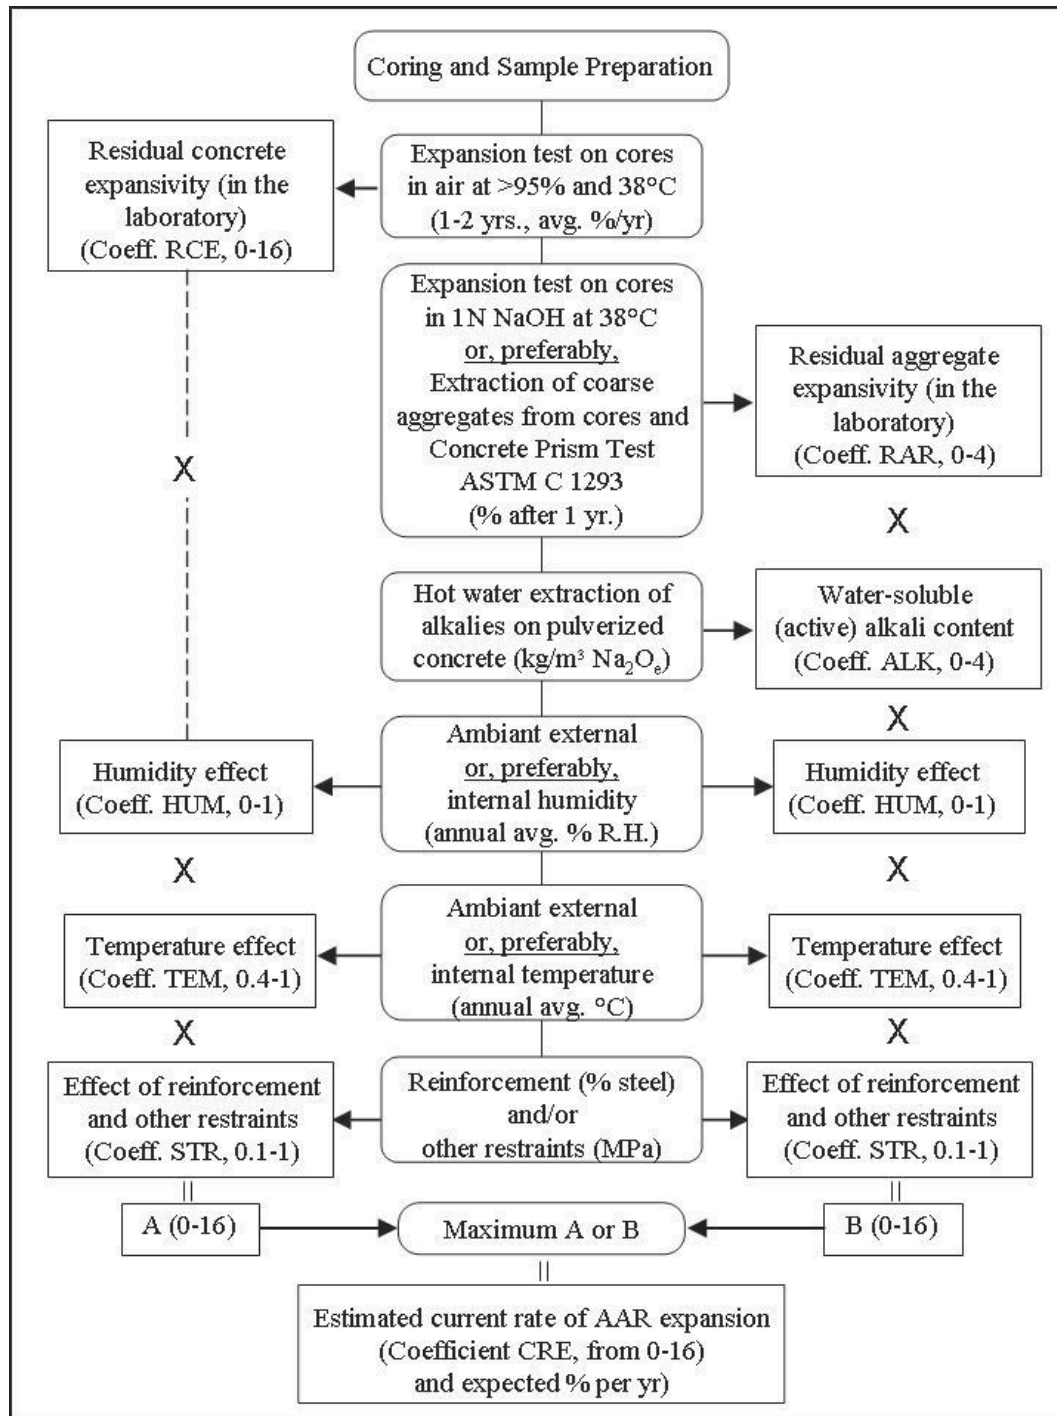 Coring and Sample Preparation
Residual concrete
expansivity (in the
laboratory)
(Coeff. RCE, 0-16)
Expansion test on cores
in air at >95% and 38°C
(1-2 yrs., avg. %/yr)
Expansion test on cores
in 1N NaOH at 38°C
or, preferably,
Extraction of coarse
aggregates from cores and
Concrete Prism Test
ASTM C 1293
(% after 1 yr.)
Residual aggregate
expansivity (in the
laboratory)
(Coeff. RAR, 0-4)
X
X
Hot water extraction of
alkalies on pulverized
concrete (kg/m³ Na₂Oₑ)
Water-soluble
(active) alkali content
(Coeff. ALK, 0-4)
X
Humidity effect
(Coeff. HUM, 0-1)
Ambiant external
or, preferably,
internal humidity
(annual avg. % R.H.)
Humidity effect
(Coeff. HUM, 0-1)
X
X
Temperature effect
(Coeff. TEM, 0.4-1)
Ambiant external
or, preferably,
internal temperature
(annual avg. °C)
Temperature effect
(Coeff. TEM, 0.4-1)
X
X
Effect of reinforcement
and other restraints
(Coeff. STR, 0.1-1)
Reinforcement (% steel)
and/or
other restraints (MPa)
Effect of reinforcement
and other restraints
(Coeff. STR, 0.1-1)
=
=
A (0-16)
Maximum A or B
B (0-16)
=
Estimated current rate of AAR expansion
(Coefficient CRE, from 0-16)
and expected % per yr)